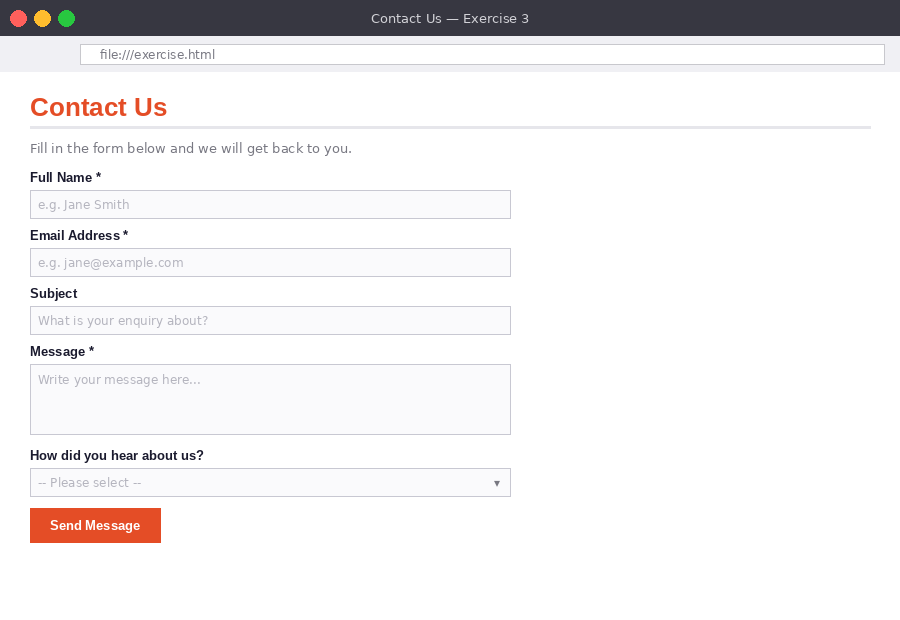 Contact Us — Exercise 3
file:///exercise.html
Contact Us
Fill in the form below and we will get back to you.
Full Name *
e.g. Jane Smith
Email Address *
e.g. jane@example.com
Subject
What is your enquiry about?
Message *
Write your message here...
How did you hear about us?
-- Please select --
Send Message